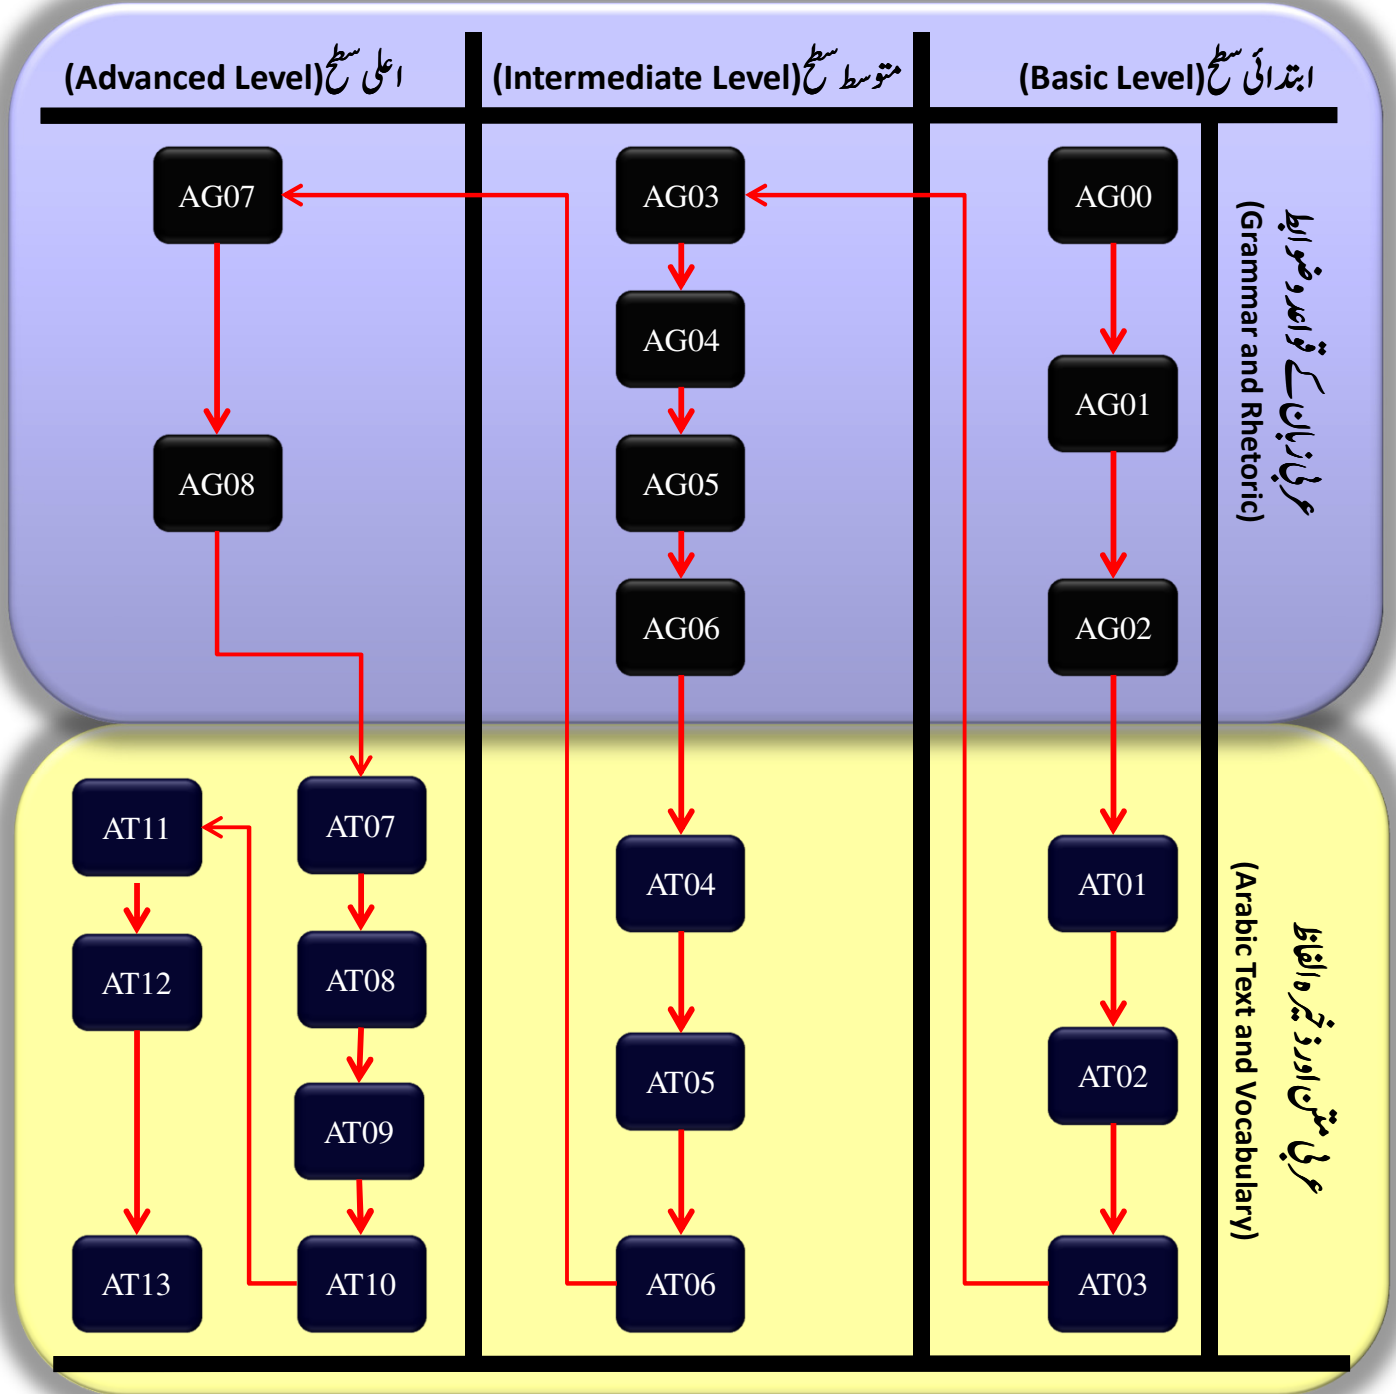 ابتدائی سطح(Basic Level)
متوسط سطح(Intermediate Level)
اعلی سطح(Advanced Level)
عربی زبان کے قواعد و ضوابط
(Grammar and Rhetoric)
AG00
AG01
AG02
AG03
AG04
AG05
AG06
AG07
AG08
عربی متن اور ذخیرہ الفاظ
(Arabic Text and Vocabulary)
AT01
AT02
AT03
AT04
AT05
AT06
AT07
AT08
AT09
AT10
AT11
AT12
AT13